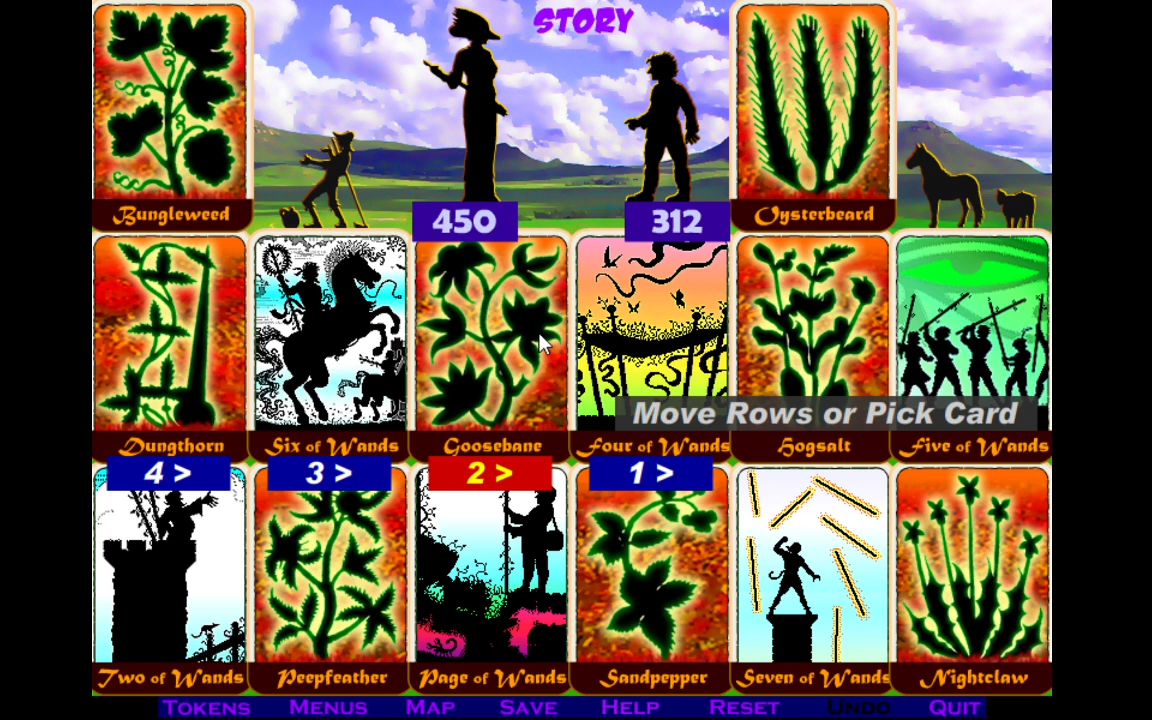 STORY
Bungleweed
Oysterbeard
450
312
Dungthorn
Six of Wands
Goosebane
Four of Wands
Hogsalt
Five of Wands
Move Rows or Pick Card
4 >
3 >
2 >
1 >
Two of Wands
Peepfeather
Page of Wands
Sandpepper
Seven of Wands
Nightclaw
Tokens Menus Map Save Help Reset Undo Quit